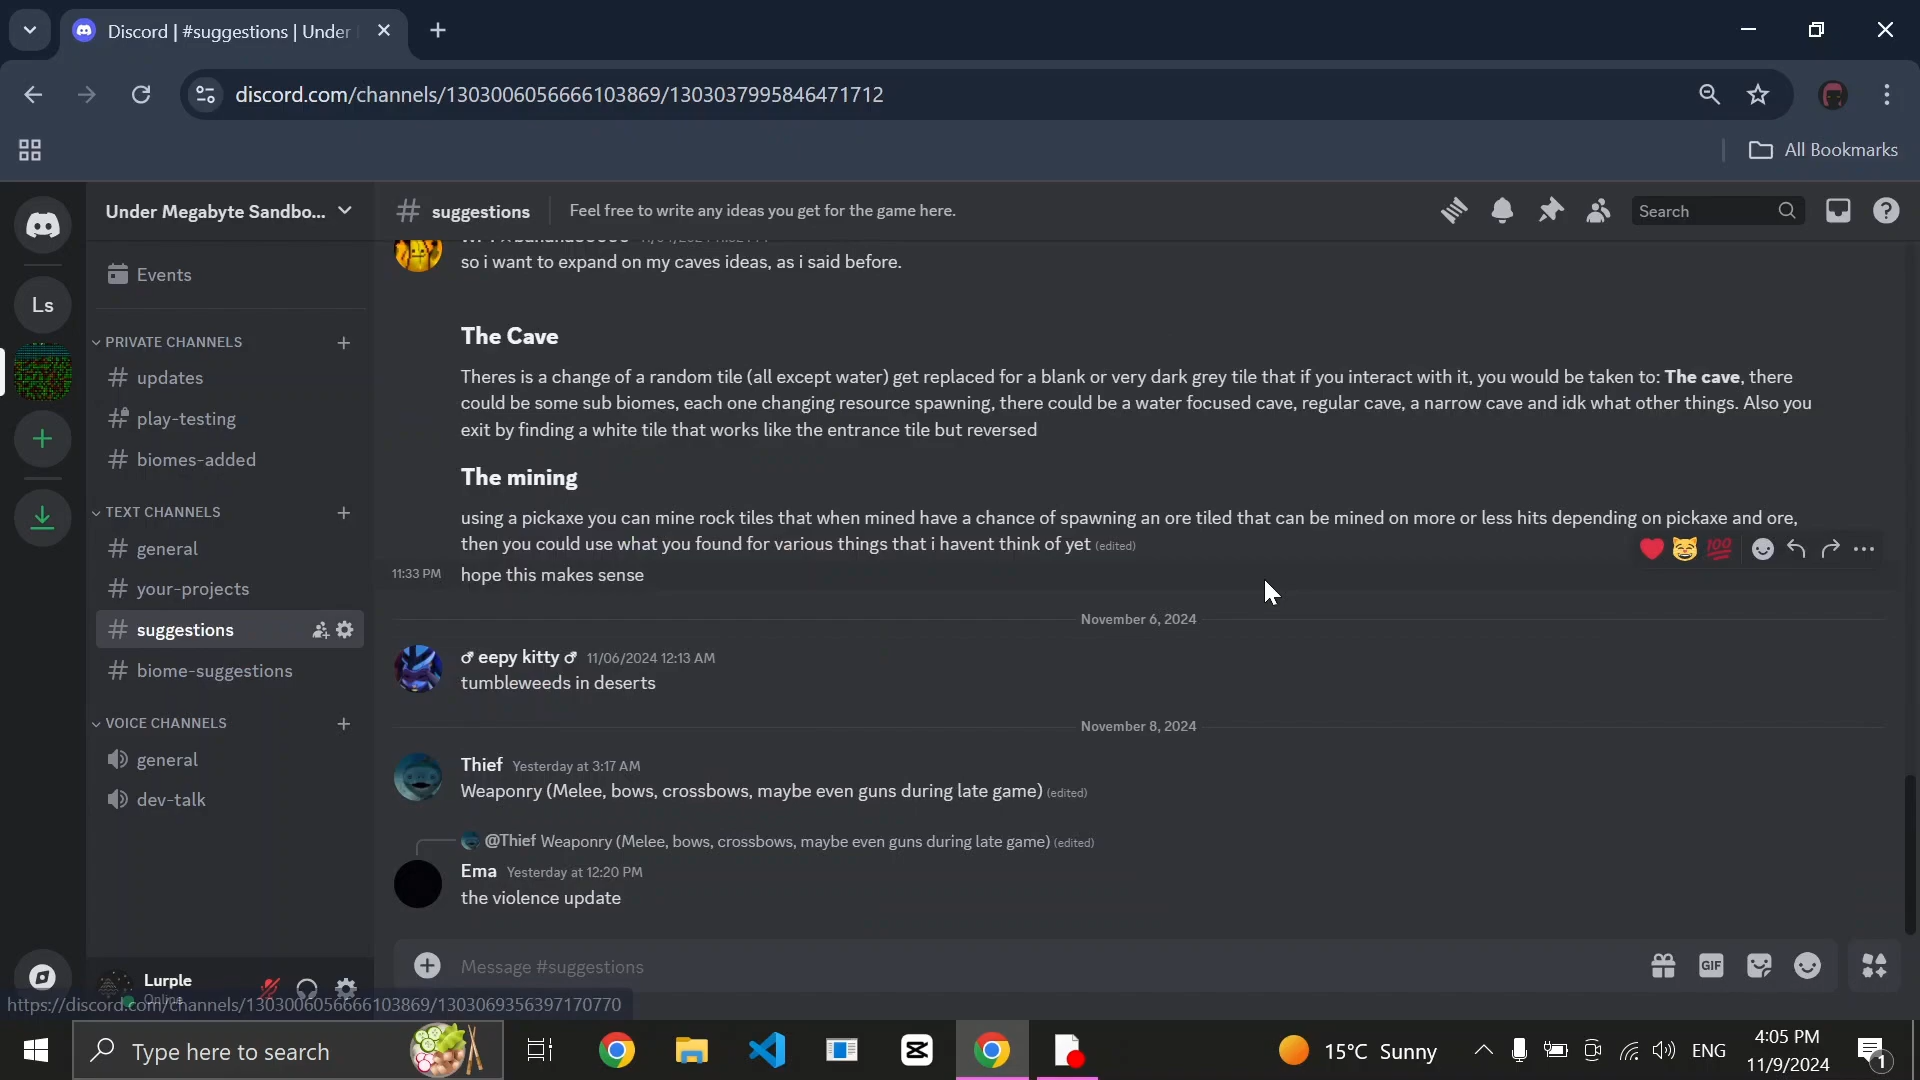 Discord | #suggestions | Under
discord.com/channels/1303006056666103869/1303037995846471712
All Bookmarks
Under Megabyte Sandbo...
# suggestions
Feel free to write any ideas you get for the game here.
Search
Ls
Events
PRIVATE CHANNELS
updates
play-testing
biomes-added
TEXT CHANNELS
general
your-projects
suggestions
biome-suggestions
VOICE CHANNELS
general
dev-talk
so i want to expand on my caves ideas, as i said before.
The Cave
Theres is a change of a random tile (all except water) get replaced for a blank or very dark grey tile that if you interact with it, you would be taken to: The cave, there
could be some sub biomes, each one changing resource spawning, there could be a water focused cave, regular cave, a narrow cave and idk what other things. Also you
exit by finding a white tile that works like the entrance tile but reversed
The mining
using a pickaxe you can mine rock tiles that when mined have a chance of spawning an ore tiled that can be mined on more or less hits depending on pickaxe and ore,
then you could use what you found for various things that i havent think of yet (edited)
11:33 PM hope this makes sense
November 6, 2024
♂ eepy kitty ♂ 11/06/2024 12:13 AM
tumbleweeds in deserts
November 8, 2024
Thief Yesterday at 3:17 AM
Weaponry (Melee, bows, crossbows, maybe even guns during late game) (edited)
@Thief Weaponry (Melee, bows, crossbows, maybe even guns during late game) (edited)
Ema Yesterday at 12:20 PM
the violence update
Message #suggestions
GIF
Lurple
Online
https://discord.com/channels/1303006056666103869/1303069356397170770
Type here to search
15°C Sunny
ENG
4:05 PM
11/9/2024
1